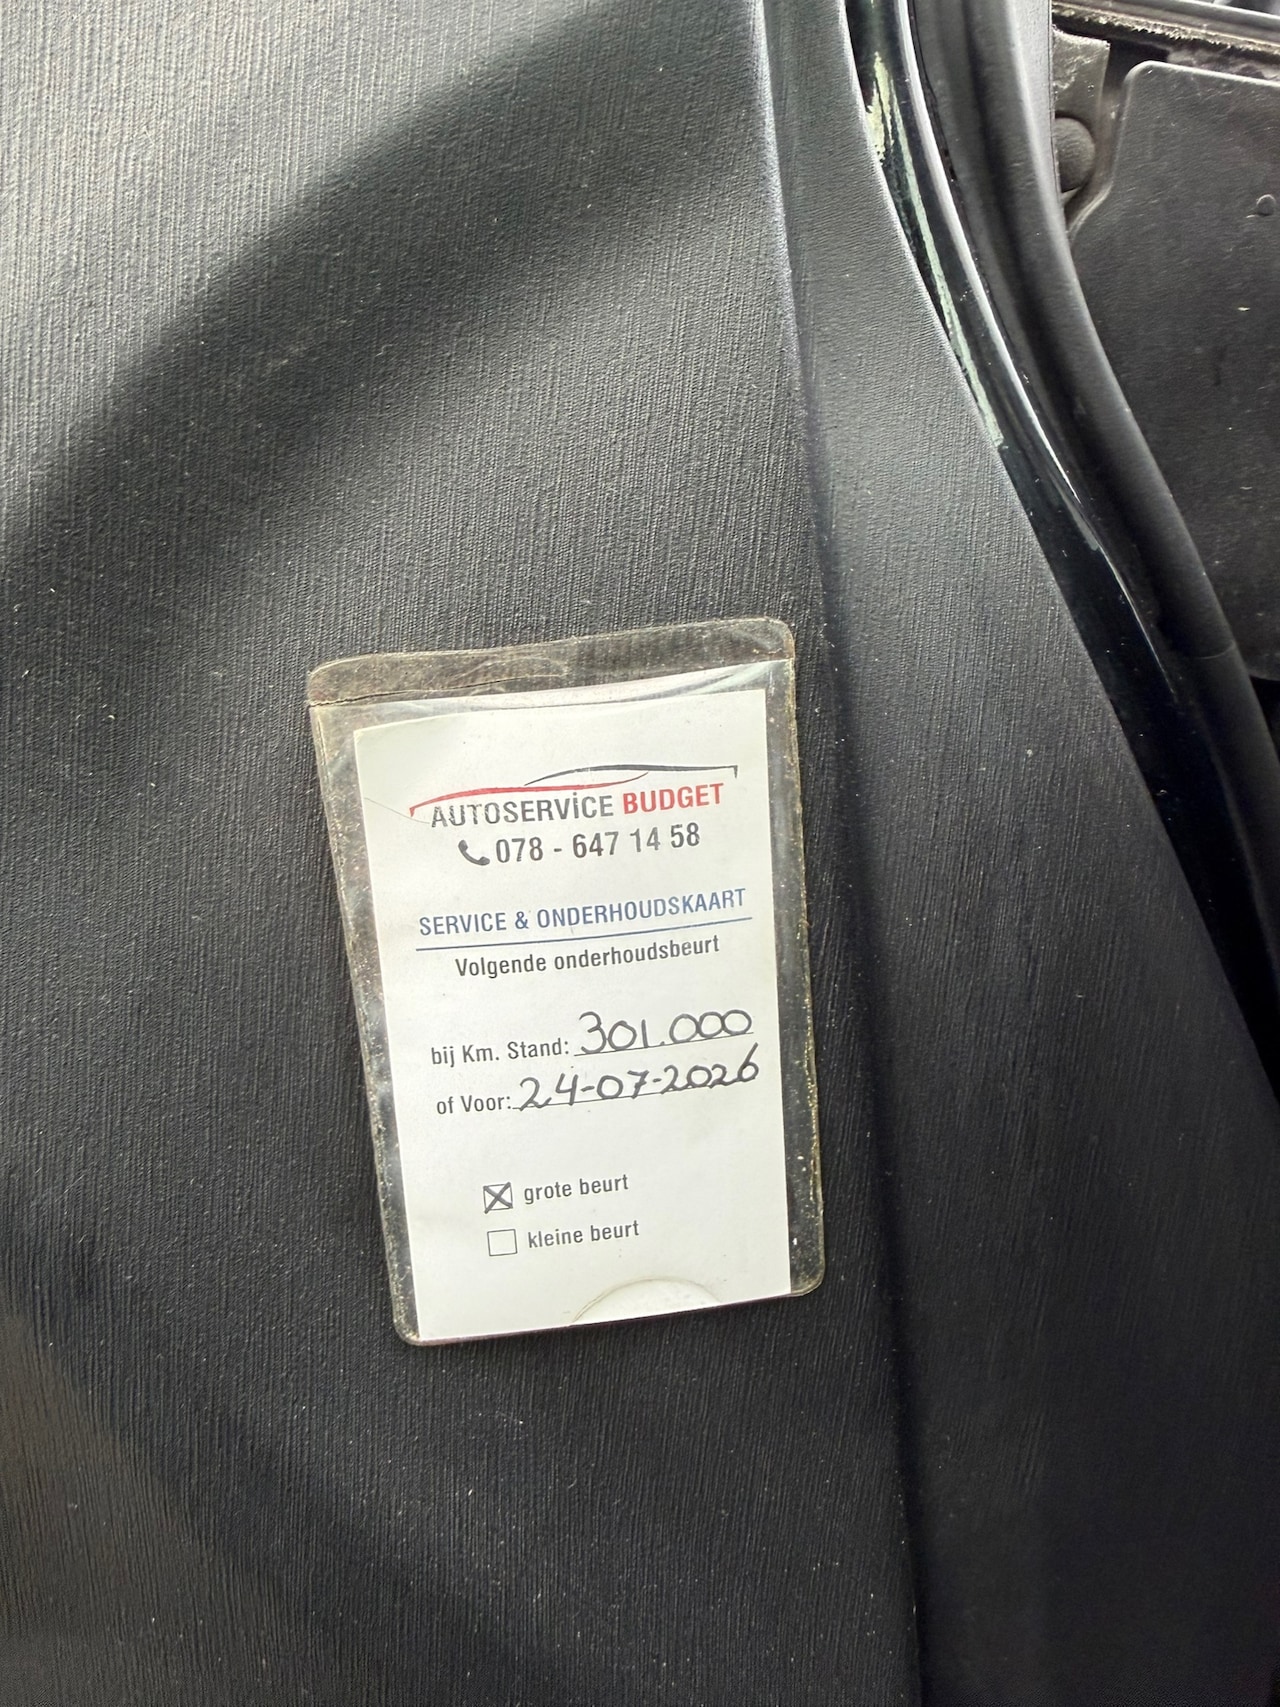 AUTOSERVICE BUDGET
078 - 647 14 58
SERVICE & ONDERHOUDSKAART
Volgende onderhoudsbeurt
bij Km. Stand: 301.000
of Voor: 24-07-2026
grote beurt
kleine beurt